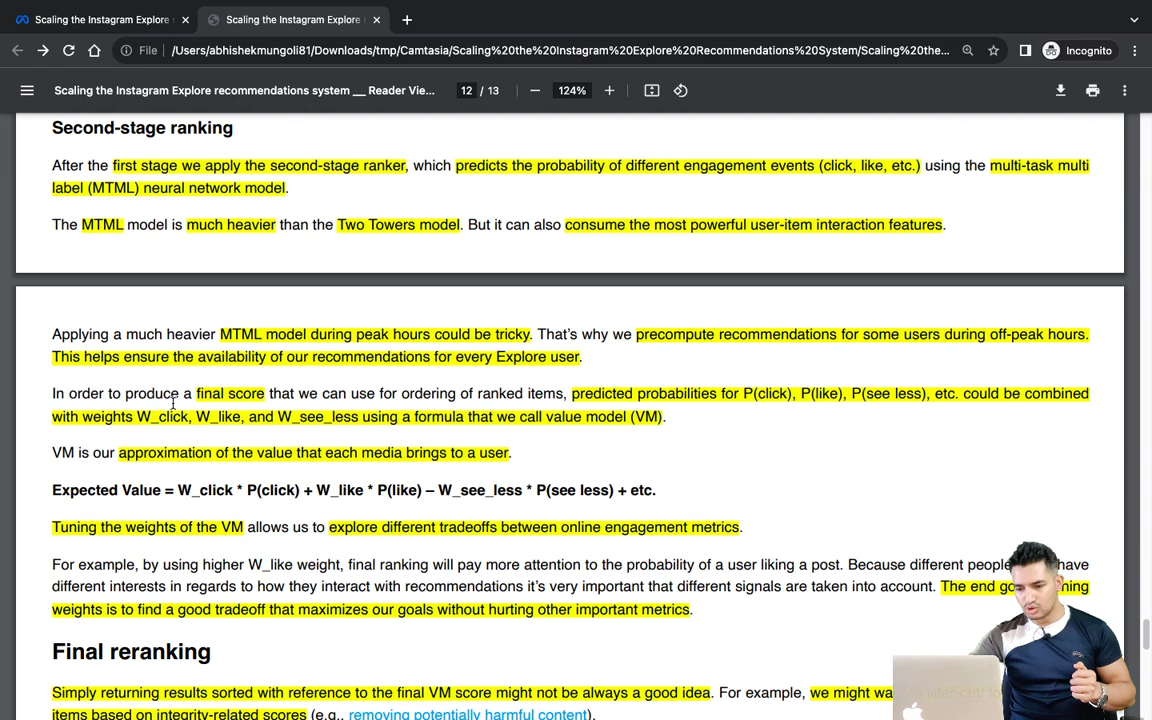 Scaling the Instagram Explore
Scaling the Instagram Explore
File
/Users/abhishekmungoli81/Downloads/tmp/Camtasia/Scaling%20the%20Instagram%20Explore%20Recommendations%20System/Scaling%20the...
Incognito
Scaling the Instagram Explore recommendations system __ Reader Vie...
12 / 13
124%
Second-stage ranking
After the first stage we apply the second-stage ranker, which predicts the probability of different engagement events (click, like, etc.) using the multi-task multi
label (MTML) neural network model.
The MTML model is much heavier than the Two Towers model. But it can also consume the most powerful user-item interaction features.
Applying a much heavier MTML model during peak hours could be tricky. That's why we precompute recommendations for some users during off-peak hours.
This helps ensure the availability of our recommendations for every Explore user.
In order to produce a final score that we can use for ordering of ranked items, predicted probabilities for P(click), P(like), P(see less), etc. could be combined
with weights W_click, W_like, and W_see_less using a formula that we call value model (VM).
VM is our approximation of the value that each media brings to a user.
Expected Value = W_click * P(click) + W_like * P(like) – W_see_less * P(see less) + etc.
Tuning the weights of the VM allows us to explore different tradeoffs between online engagement metrics.
For example, by using higher W_like weight, final ranking will pay more attention to the probability of a user liking a post. Because different people have
different interests in regards to how they interact with recommendations it's very important that different signals are taken into account. The end
weights is to find a good tradeoff that maximizes our goals without hurting other important metrics.
Final reranking
Simply returning results sorted with reference to the final VM score might not be always a good idea. For example, we might
items based on integrity-related scores (e.g., removing potentially harmful content).